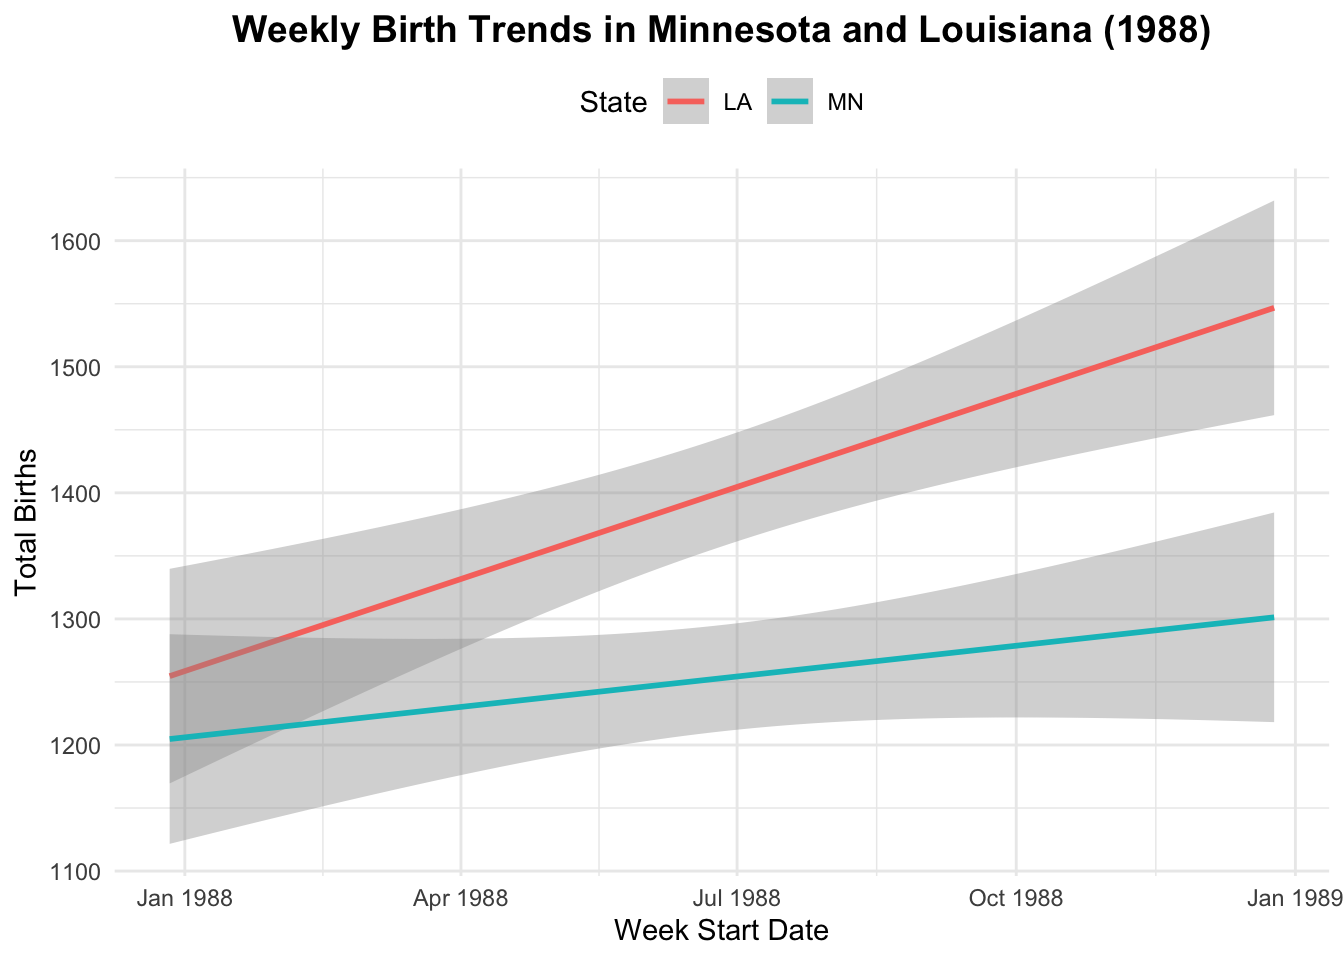 Weekly Birth Trends in Minnesota and Louisiana (1988)
State LA MN
Total Births
1600
1500
1400
1300
1200
1100
Jan 1988 Apr 1988 Jul 1988 Oct 1988 Jan 1989
Week Start Date